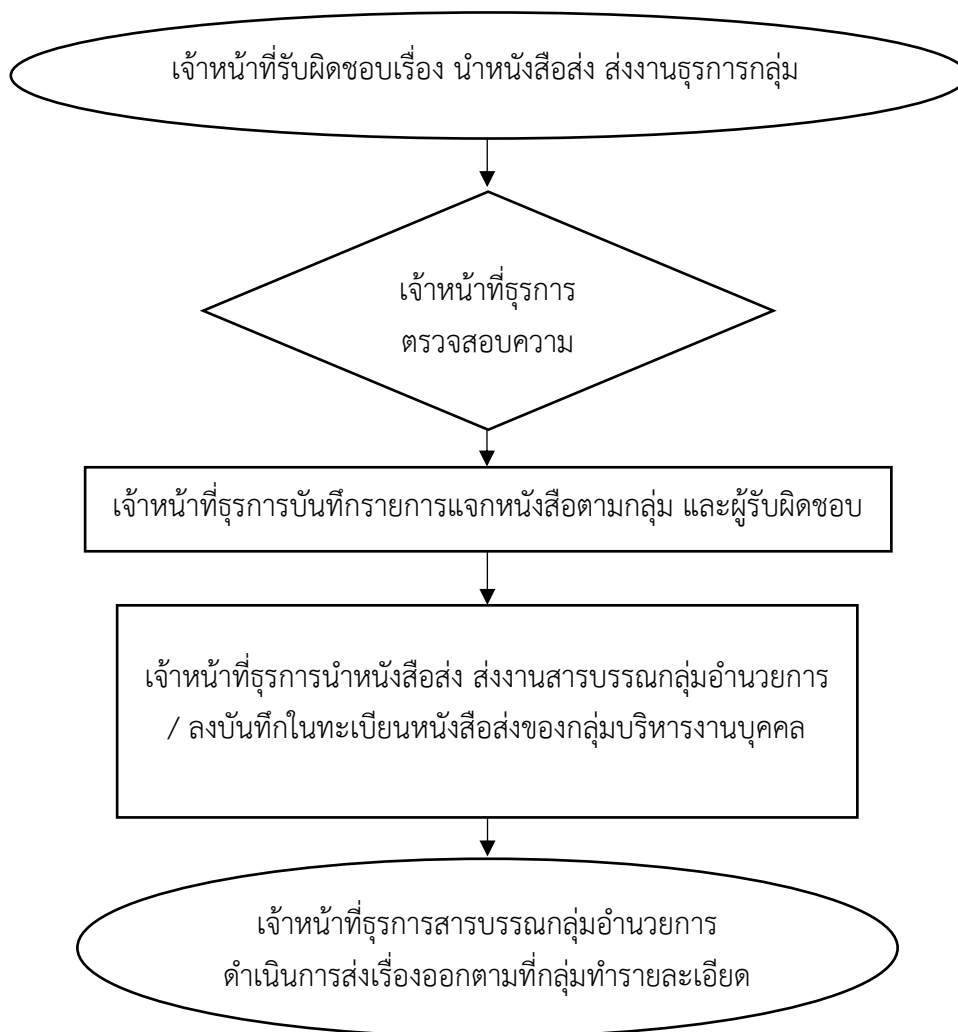 เจ้าหน้าที่รับผิดชอบเรื่อง นำหนังสือส่ง ส่งงานธุรการกลุ่ม
เจ้าหน้าที่ธุรการ
ตรวจสอบความ
เจ้าหน้าที่ธุรการบันทึกรายการแจกหนังสือตามกลุ่ม และผู้รับผิดชอบ
เจ้าหน้าที่ธุรการนำหนังสือส่ง ส่งงานสารบรรณกลุ่มอำนวยการ
/ ลงบันทึกในทะเบียนหนังสือส่งของกลุ่มบริหารงานบุคคล
เจ้าหน้าที่ธุรการสารบรรณกลุ่มอำนวยการ
ดำเนินการส่งเรื่องออกตามที่กลุ่มทำรายละเอียด